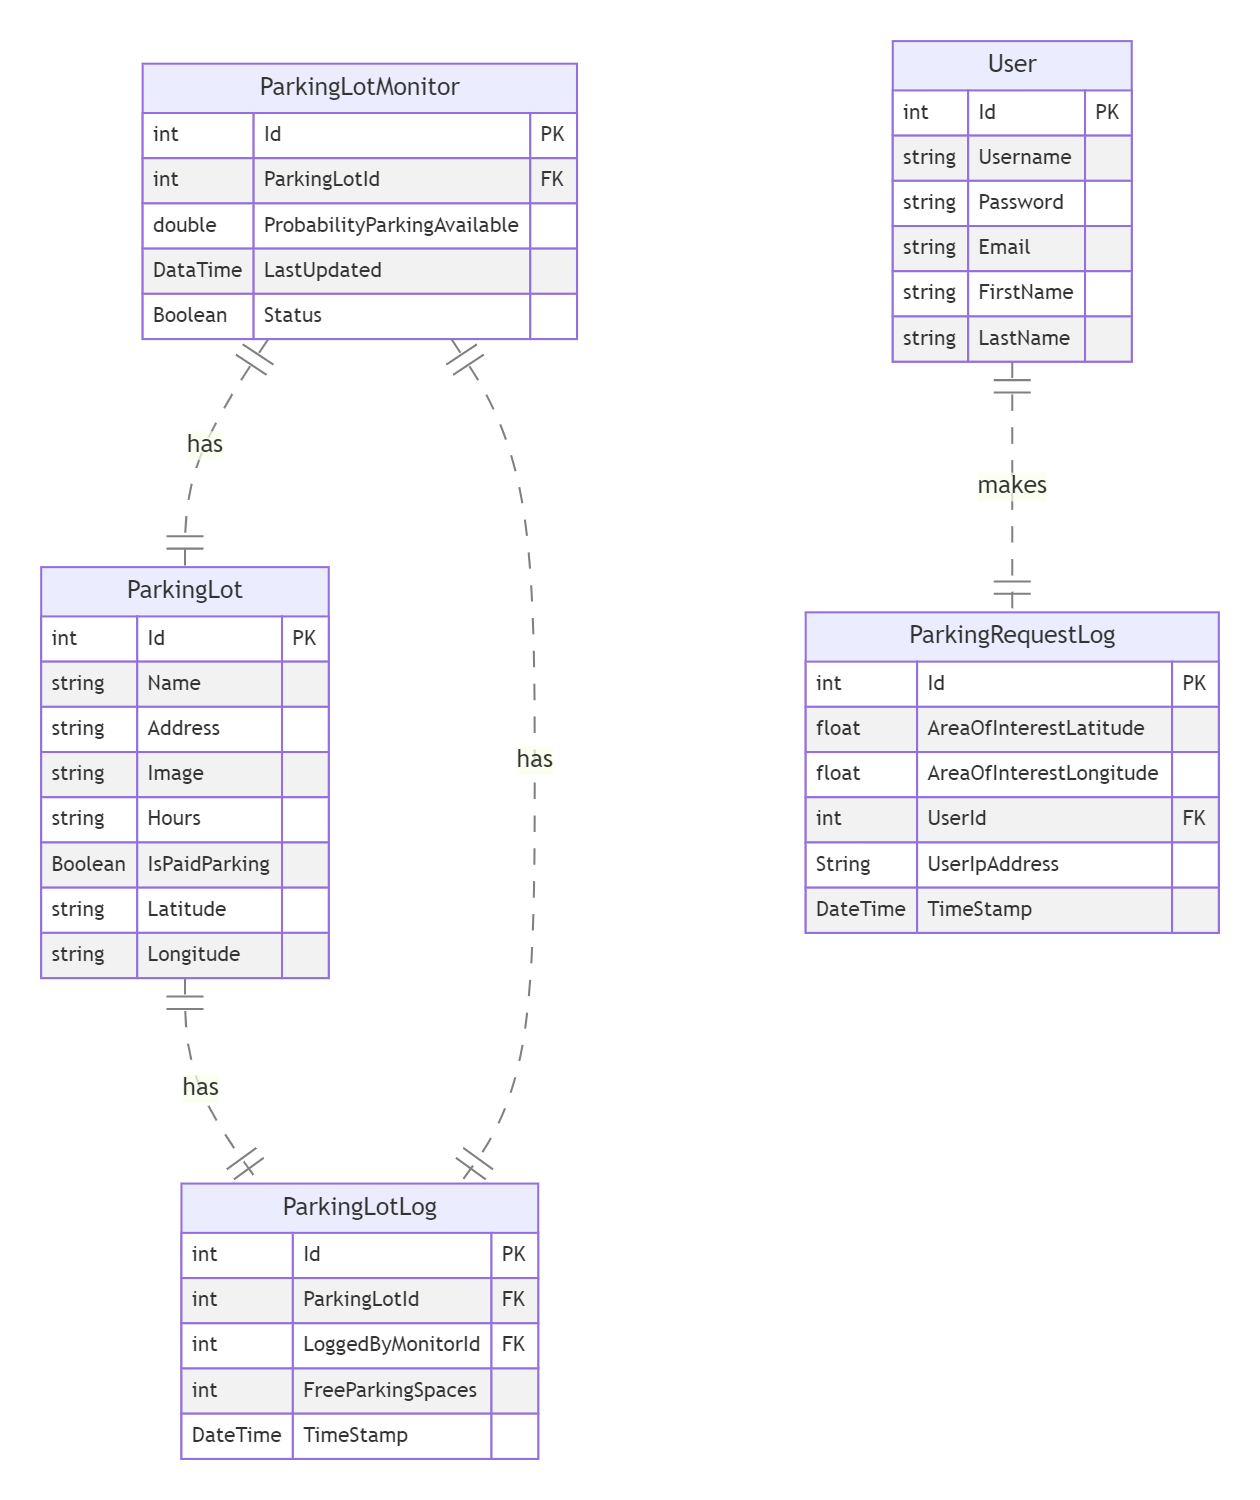 ParkingLotMonitor
int Id PK
int ParkingLotId FK
double ProbabilityParkingAvailable
DataTime LastUpdated
Boolean Status
has
ParkingLot
int Id PK
string Name
string Address
string Image
string Hours
Boolean IsPaidParking
string Latitude
string Longitude
has
has
ParkingLotLog
int Id PK
int ParkingLotId FK
int LoggedByMonitorId FK
int FreeParkingSpaces
DateTime TimeStamp
User
int Id PK
string Username
string Password
string Email
string FirstName
string LastName
makes
ParkingRequestLog
int Id PK
float AreaOfInterestLatitude
float AreaOfInterestLongitude
int UserId FK
String UserIpAddress
DateTime TimeStamp